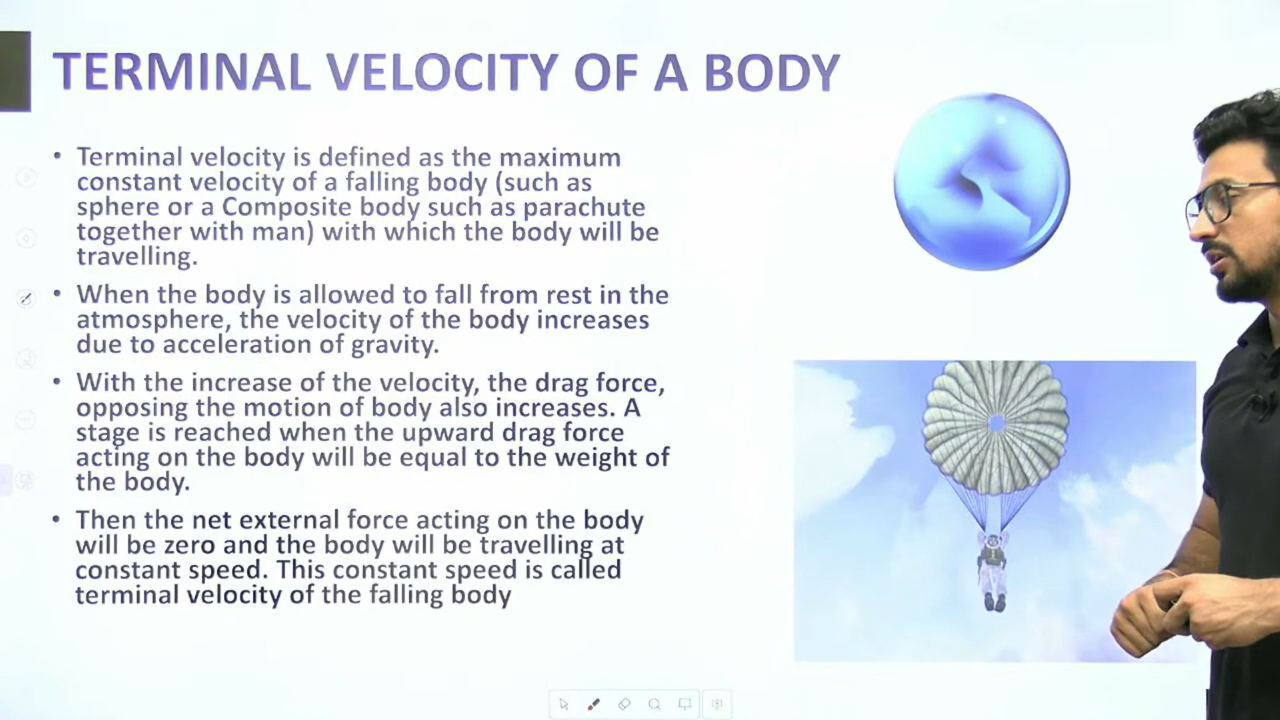 TERMINAL VELOCITY OF A BODY
• Terminal velocity is defined as the maximum
constant velocity of a falling body (such as
sphere or a Composite body such as parachute
together with man) with which the body will be
travelling.
• When the body is allowed to fall from rest in the
atmosphere, the velocity of the body increases
due to acceleration of gravity.
• With the increase of the velocity, the drag force,
opposing the motion of body also increases. A
stage is reached when the upward drag force
acting on the body will be equal to the weight of
the body.
• Then the net external force acting on the body
will be zero and the body will be travelling at
constant speed. This constant speed is called
terminal velocity of the falling body